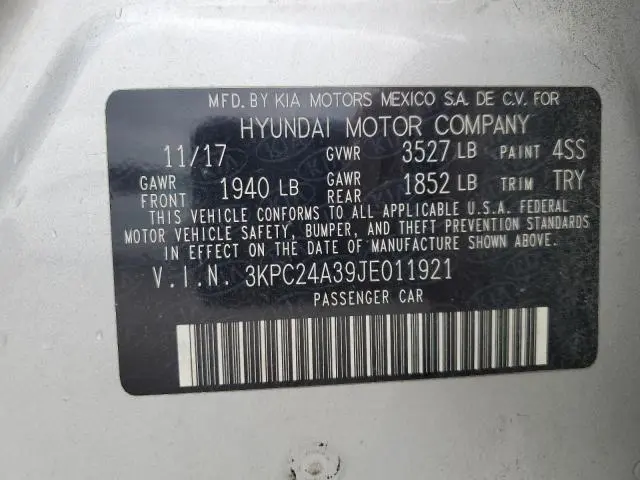 MFD. BY KIA MOTORS MEXICO S.A. DE C.V. FOR
HYUNDAI MOTOR COMPANY
11/17 GVWR 3527 LB PAINT 4SS
GAWR FRONT 1940 LB GAWR REAR 1852 LB TRIM TRY
THIS VEHICLE CONFORMS TO ALL APPLICABLE U.S.A. FEDERAL
MOTOR VEHICLE SAFETY, BUMPER, AND THEFT PREVENTION STANDARDS
IN EFFECT ON THE DATE OF MANUFACTURE SHOWN ABOVE.
V.I.N. 3KPC24A39JE011921
PASSENGER CAR